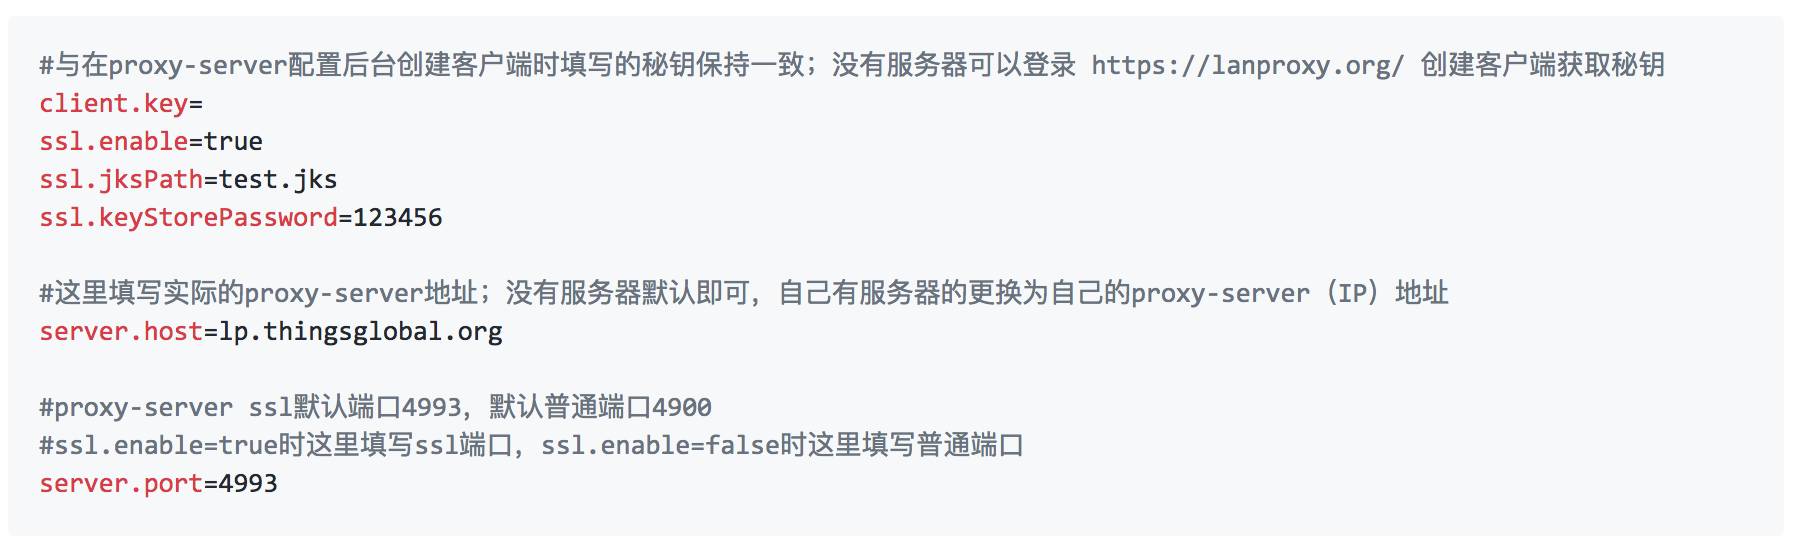 #与在proxy-server配置后台创建客户端时填写的秘钥保持一致；没有服务器可以登录 https://lanproxy.org/ 创建客户端获取秘钥
client.key=
ssl.enable=true
ssl.jksPath=test.jks
ssl.keyStorePassword=123456
#这里填写实际的proxy-server地址；没有服务器默认即可，自己有服务器的更换为自己的proxy-server（IP）地址
server.host=lp.thingsglobal.org
#proxy-server ssl默认端口4993，默认普通端口4900
#ssl.enable=true时这里填写ssl端口，ssl.enable=false时这里填写普通端口
server.port=4993